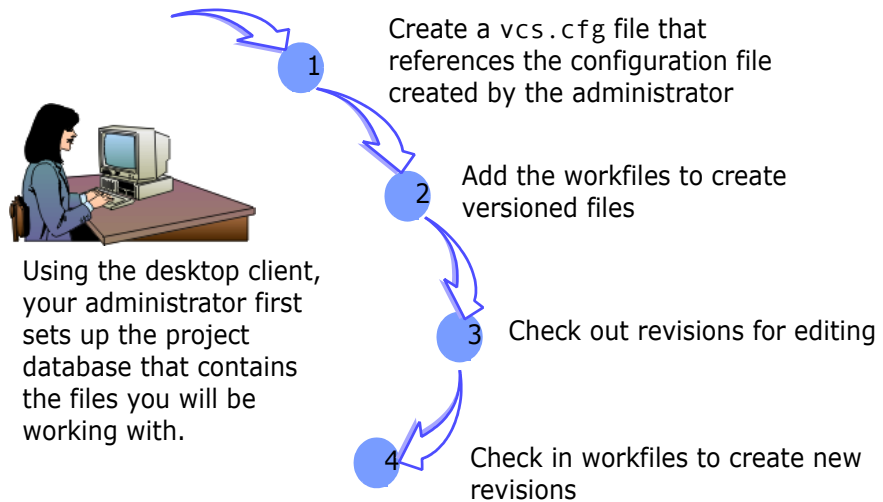 1
Create a vcs.cfg file that
references the configuration file
created by the administrator
2
Add the workfiles to create
versioned files
Using the desktop client,
your administrator first
sets up the project
database that contains
the files you will be
working with.
3
Check out revisions for editing
4
Check in workfiles to create new
revisions